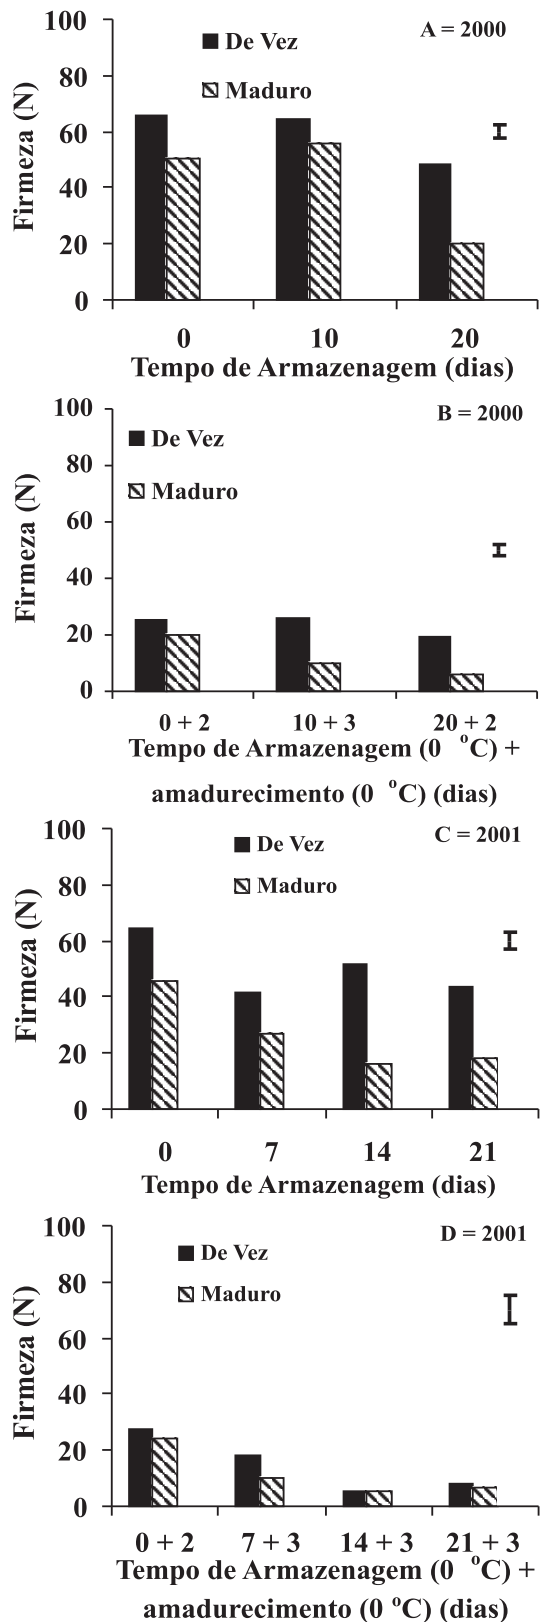 100
80
60
40
20
0
Firmeza (N)
A = 2000
De Vez
Maduro
0 10 20
Tempo de Armazenagem (dias)
100
80
60
40
20
0
Firmeza (N)
B = 2000
De Vez
Maduro
0 + 2 10 + 3 20 + 2
Tempo de Armazenagem (0 °C) +
amadurecimento (0 °C) (dias)
100
80
60
40
20
0
Firmeza (N)
C = 2001
De Vez
Maduro
0 7 14 21
Tempo de Armazenagem (dias)
100
80
60
40
20
0
Firmeza (N)
D = 2001
De Vez
Maduro
0 + 2 7 + 3 14 + 3 21 + 3
Tempo de Armazenagem (0 °C) +
amadurecimento (0 °C) (dias)